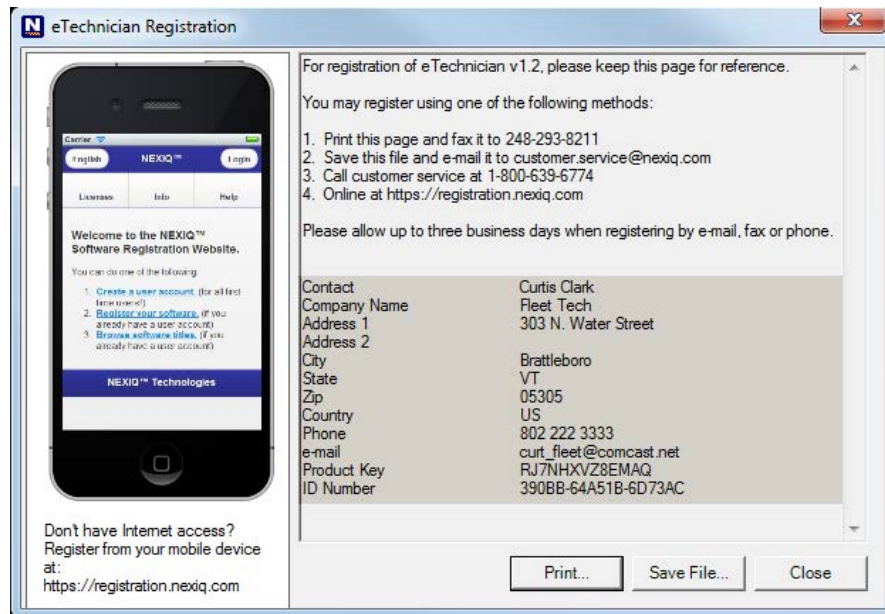 eTechnician Registration
Carrier
English NEXIQ™ Login
Licenses Info Help
Welcome to the NEXIQ™
Software Registration Website.
You can do one of the following
1. Create a user account. (for all first
time users!)
2. Register your software. (if you
already have a user account)
3. Browse software titles. (if you
already have a user account)
NEXIQ™ Technologies
Don't have Internet access?
Register from your mobile device
at:
https://registration.nexiq.com
For registration of eTechnician v1.2, please keep this page for reference.
You may register using one of the following methods:
1. Print this page and fax it to 248-293-8211
2. Save this file and e-mail it to customer.service@nexiq.com
3. Call customer service at 1-800-639-6774
4. Online at https://registration.nexiq.com
Please allow up to three business days when registering by e-mail, fax or phone.
Contact Curtis Clark
Company Name Fleet Tech
Address 1 303 N. Water Street
Address 2
City Brattleboro
State VT
Zip 05305
Country US
Phone 802 222 3333
e-mail curt_fleet@comcast.net
Product Key RJ7NHXVZ8EMAQ
ID Number 390BB-64A51B-6D73AC
Print... Save File... Close